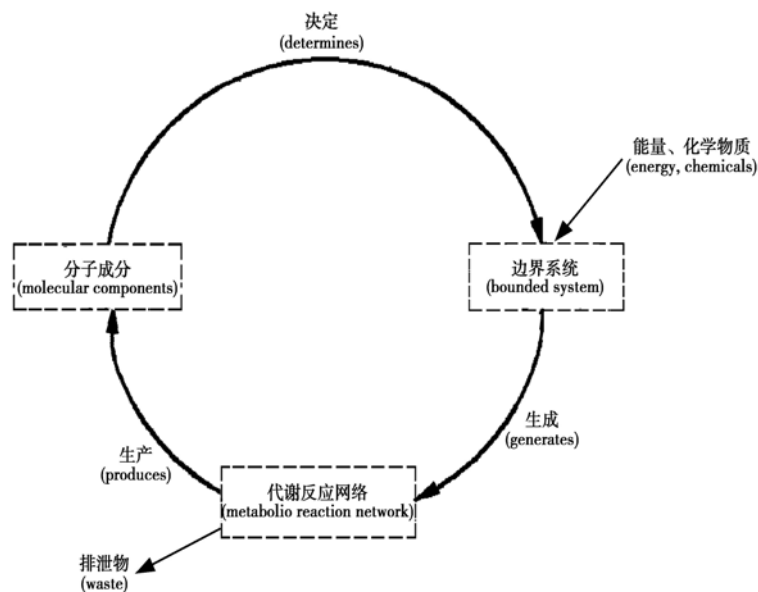 决定
(determines)
能量、化学物质
(energy, chemicals)
分子成分
(molecular components)
边界系统
(bounded system)
生产
(produces)
生成
(generates)
代谢反应网络
(metabolio reaction network)
排泄物
(waste)